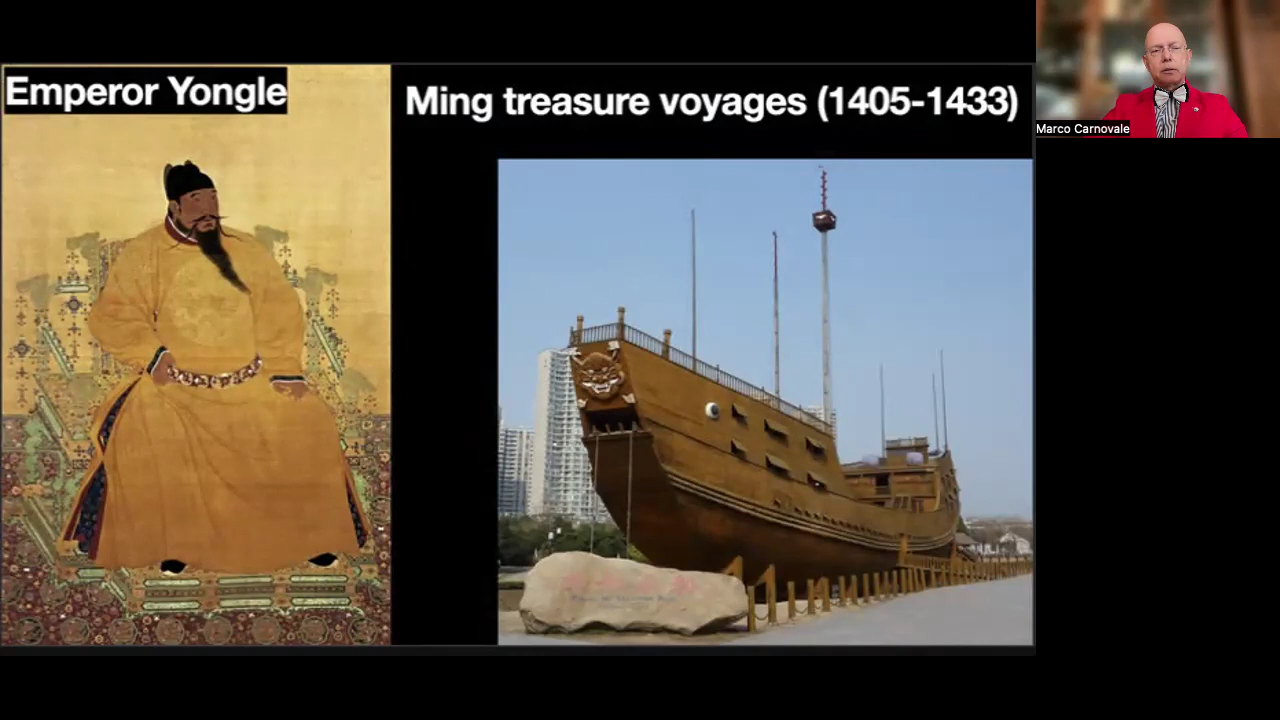 Emperor Yongle
Ming treasure voyages (1405-1433)
Marco Carnovale